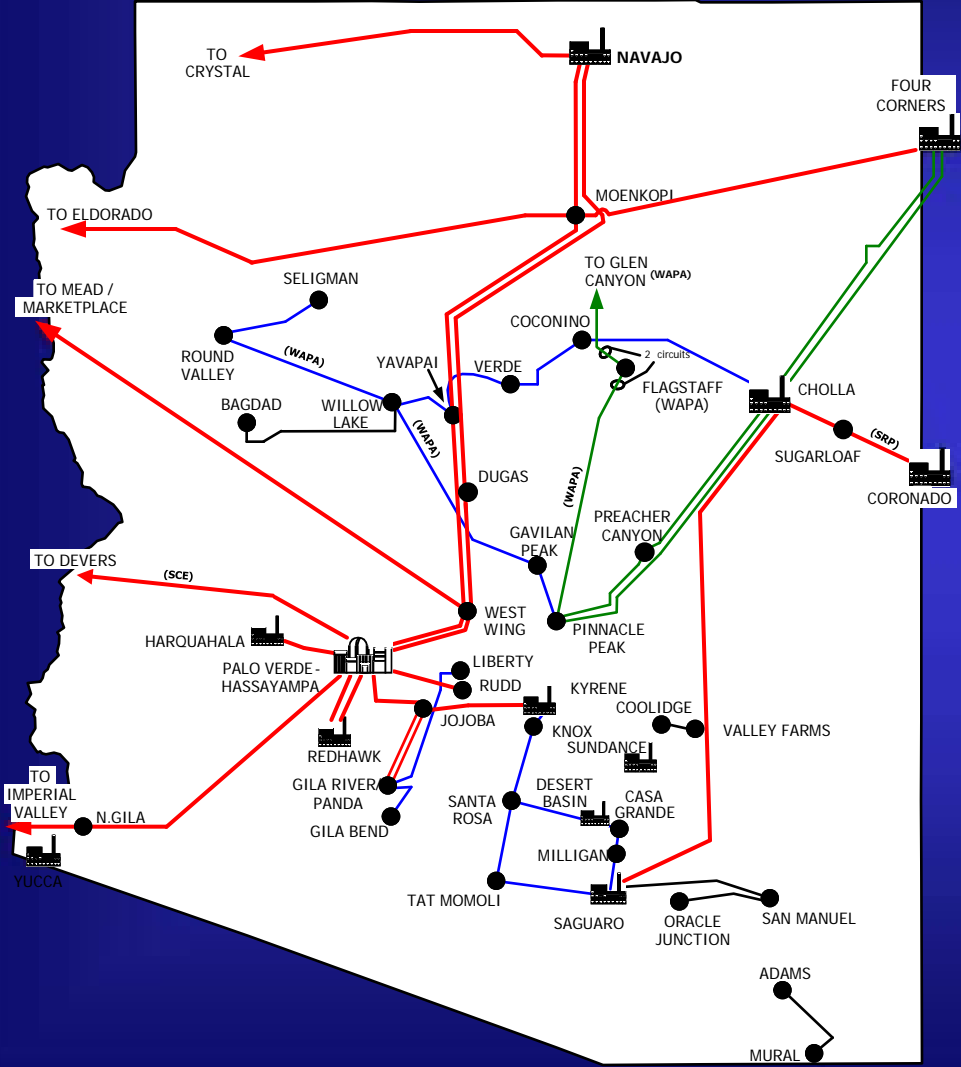 TO
CRYSTAL
NAVAJO
FOUR
CORNERS
MOENKOPI
TO ELDORADO
TO GLEN
CANYON (WAPA)
SELIGMAN
TO MEAD /
MARKETPLACE
COCONINO
ROUND
VALLEY
(WAPA)
YAVAPAI
VERDE
2 circuits
FLAGSTAFF
(WAPA)
CHOLLA
BAGDAD
WILLOW
LAKE
(WAPA)
(SRP)
SUGARLOAF
CORONADO
DUGAS
(WAPA)
PREACHER
CANYON
GAVILAN
PEAK
TO DEVERS
(SCE)
WEST
WING
PINNACLE
PEAK
HARQUAHALA
PALO VERDE-
HASSAYAMPA
LIBERTY
RUDD
KYRENE
COOLIDGE
VALLEY FARMS
JOJOBA
KNOX
SUNDANCE
REDHAWK
TO
IMPERIAL
VALLEY
GILA RIVER/
PANDA
DESERT
BASIN
CASA
GRANDE
SANTA
ROSA
N.GILA
GILA BEND
MILLIGAN
YUCCA
TAT MOMOLI
SAGUARO
ORACLE
JUNCTION
SAN MANUEL
ADAMS
MURAL